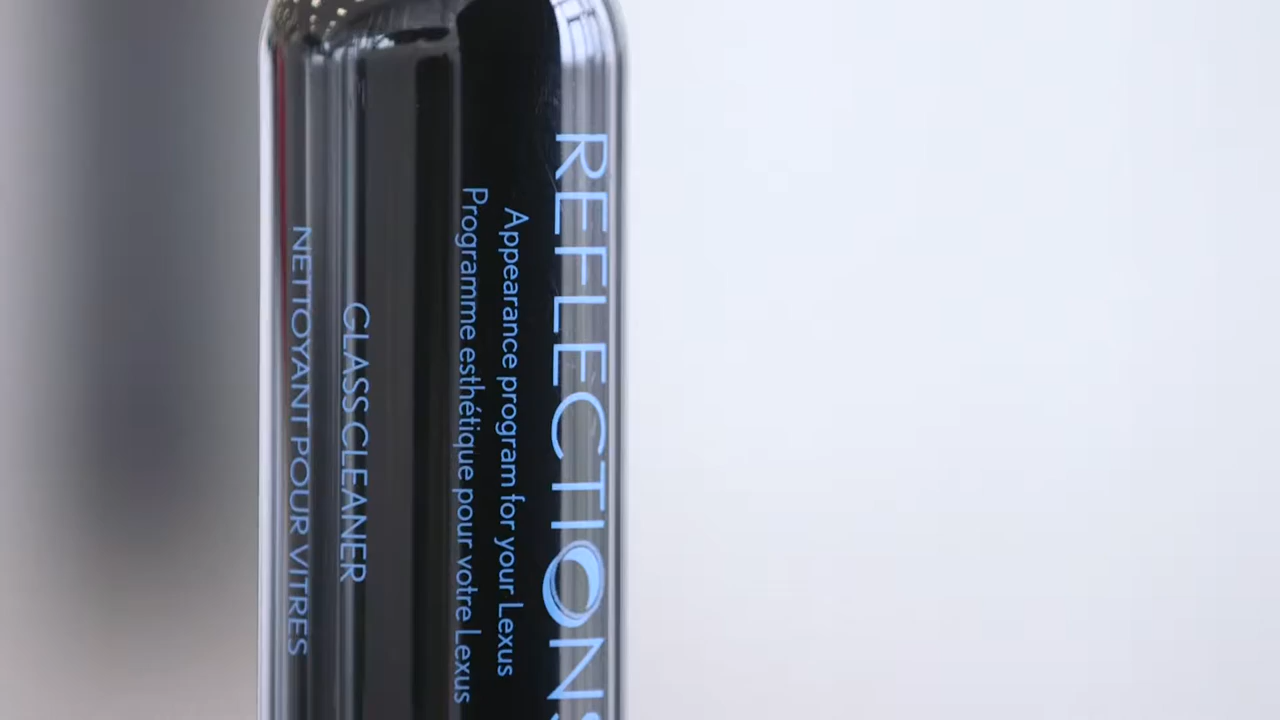 REFLECTIONS
Appearance program for your Lexus
Programme esthétique pour votre Lexus
GLASS CLEANER
NETTOYANT POUR VITRES